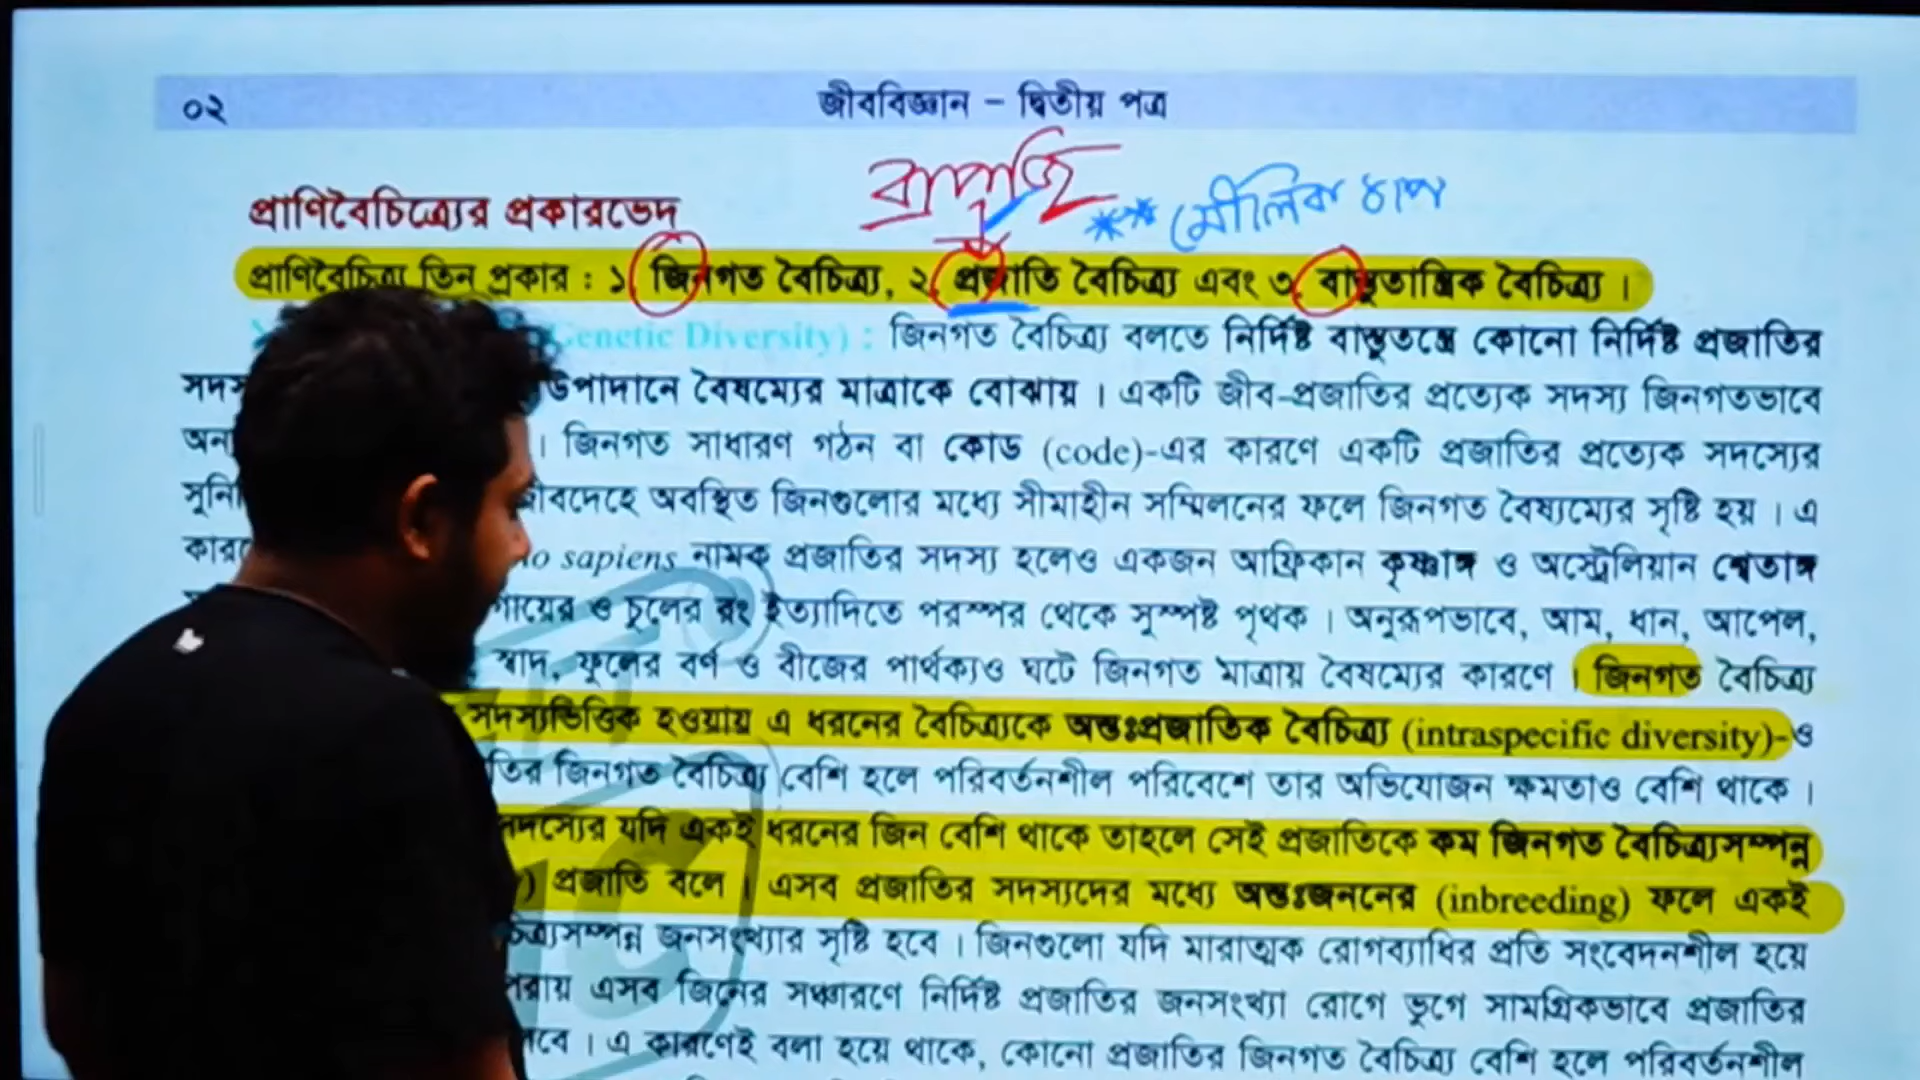 ০২
জীববিজ্ঞান – দ্বিতীয় পত্র
প্রাণিবৈচিত্র্যের প্রকারভেদ
** মৌলিক ধাপ
প্রাণিবৈচিত্র্য তিন প্রকার : ১. জিনগত বৈচিত্র্য, ২. প্রজাতি বৈচিত্র্য এবং ৩. বাস্তুতান্ত্রিক বৈচিত্র্য।
Genetic Diversity) : জিনগত বৈচিত্র্য বলতে নির্দিষ্ট বাস্তুতন্ত্রে কোনো নির্দিষ্ট প্রজাতির
উপাদানে বৈষম্যের মাত্রাকে বোঝায়। একটি জীব-প্রজাতির প্রত্যেক সদস্য জিনগতভাবে
। জিনগত সাধারণ গঠন বা কোড (code)-এর কারণে একটি প্রজাতির প্রত্যেক সদস্যের
অবস্থিত জিনগুলোর মধ্যে সীমাহীন সম্মিলনের ফলে জিনগত বৈষ্যম্যের সৃষ্টি হয়। এ
sapiens নামক প্রজাতির সদস্য হলেও একজন আফ্রিকান কৃষ্ণাঙ্গ ও অস্ট্রেলিয়ান শ্বেতাঙ্গ
গায়ের ও চুলের রং ইত্যাদিতে পরস্পর থেকে সুস্পষ্ট পৃথক। অনুরূপভাবে, আম, ধান, আপেল,
স্বাদ, ফুলের বর্ণ ও বীজের পার্থক্যও ঘটে জিনগত মাত্রায় বৈষম্যের কারণে। জিনগত বৈচিত্র্য
সদস্যভিত্তিক হওয়ায় এ ধরনের বৈচিত্র্যকে অন্তঃপ্রজাতিক বৈচিত্র্য (intraspecific diversity)-ও
তির জিনগত বৈচিত্র্য বেশি হলে পরিবর্তনশীল পরিবেশে তার অভিযোজন ক্ষমতাও বেশি থাকে।
সদস্যের যদি একই ধরনের জিন বেশি থাকে তাহলে সেই প্রজাতিকে কম জিনগত বৈচিত্র্যসম্পন্ন
) প্রজাতি বলে। এসব প্রজাতির সদস্যদের মধ্যে অন্তঃজননের (inbreeding) ফলে একই
জনসংখ্যার সৃষ্টি হবে। জিনগুলো যদি মারাত্মক রোগব্যাধির প্রতি সংবেদনশীল হয়ে
এসব জিনের সঞ্চারণে নির্দিষ্ট প্রজাতির জনসংখ্যা রোগে ভুগে সামগ্রিকভাবে প্রজাতির
। এ কারণেই বলা হয়ে থাকে, কোনো প্রজাতির জিনগত বৈচিত্র্য বেশি হলে পরিবর্তনশীল